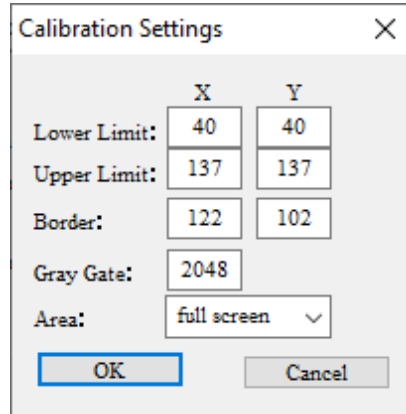 Calibration Settings
X Y
Lower Limit: 40 40
Upper Limit: 137 137
Border: 122 102
Gray Gate: 2048
Area: full screen
OK Cancel